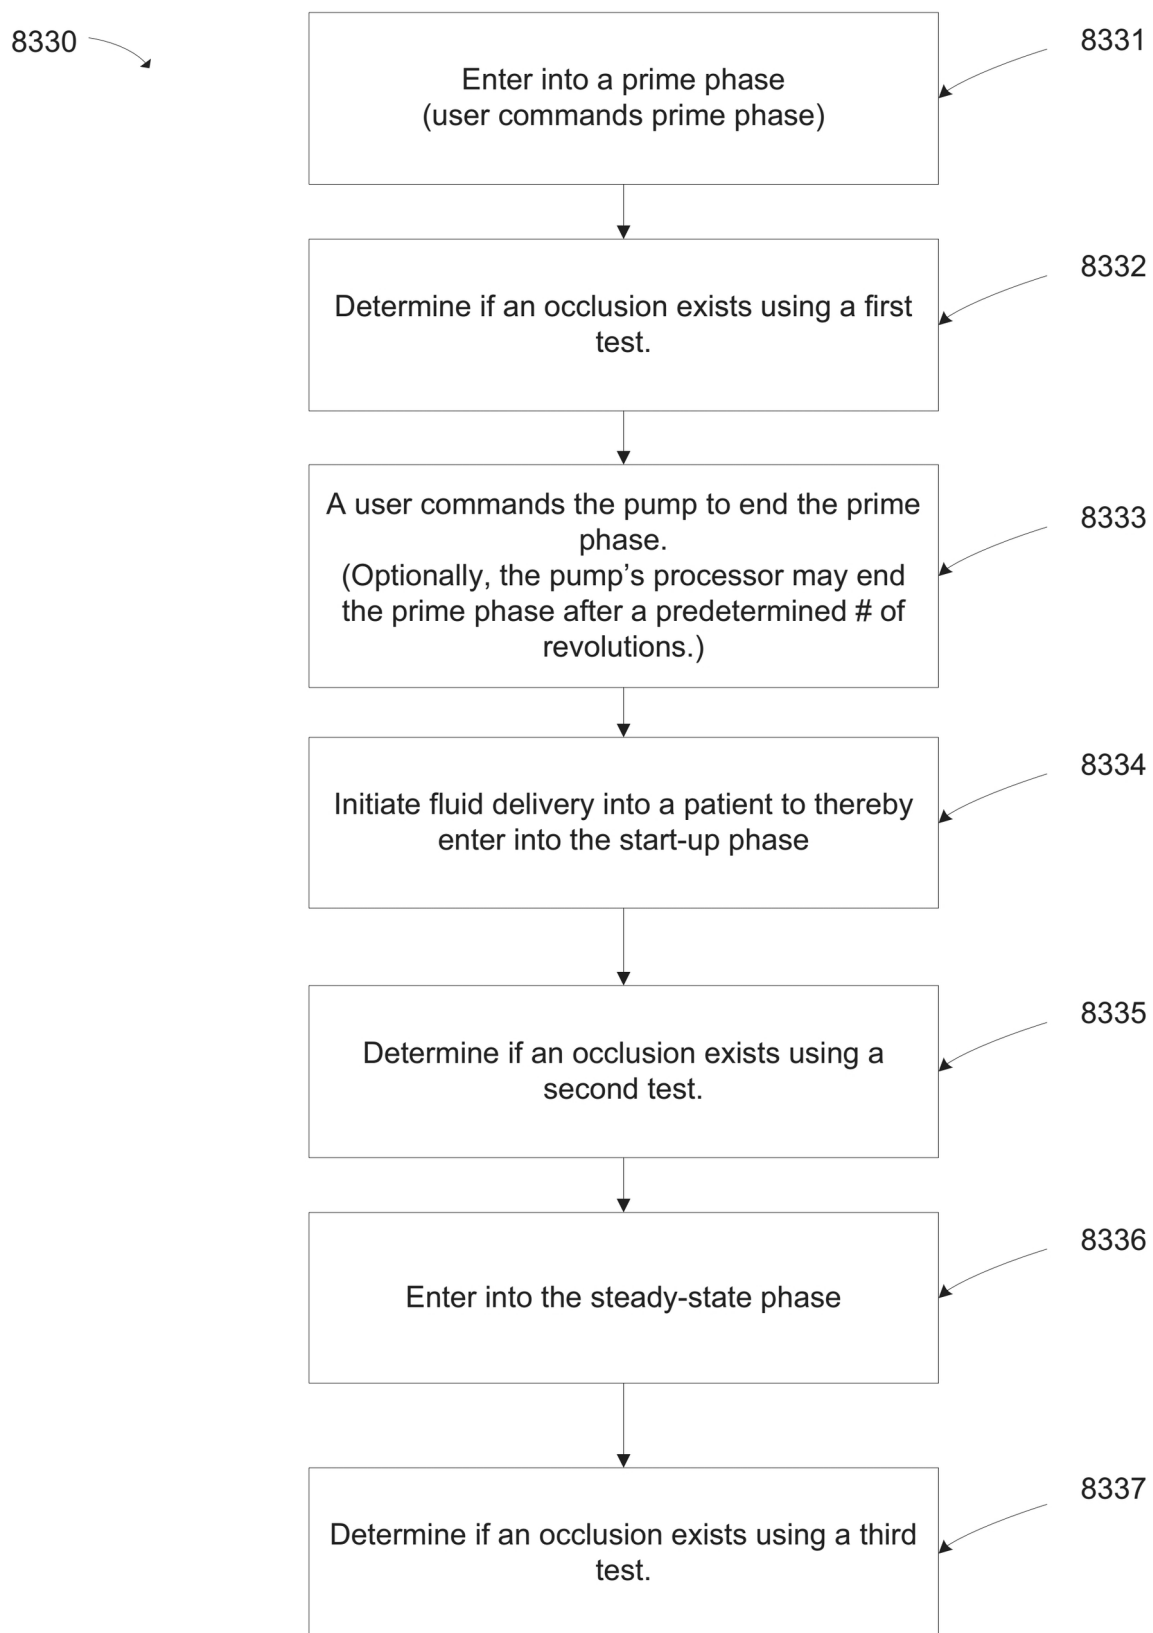 8330
8331
Enter into a prime phase
(user commands prime phase)
8332
Determine if an occlusion exists using a first
test.
8333
A user commands the pump to end the prime
phase.
(Optionally, the pump’s processor may end
the prime phase after a predetermined # of
revolutions.)
8334
Initiate fluid delivery into a patient to thereby
enter into the start-up phase
8335
Determine if an occlusion exists using a
second test.
8336
Enter into the steady-state phase
8337
Determine if an occlusion exists using a third
test.